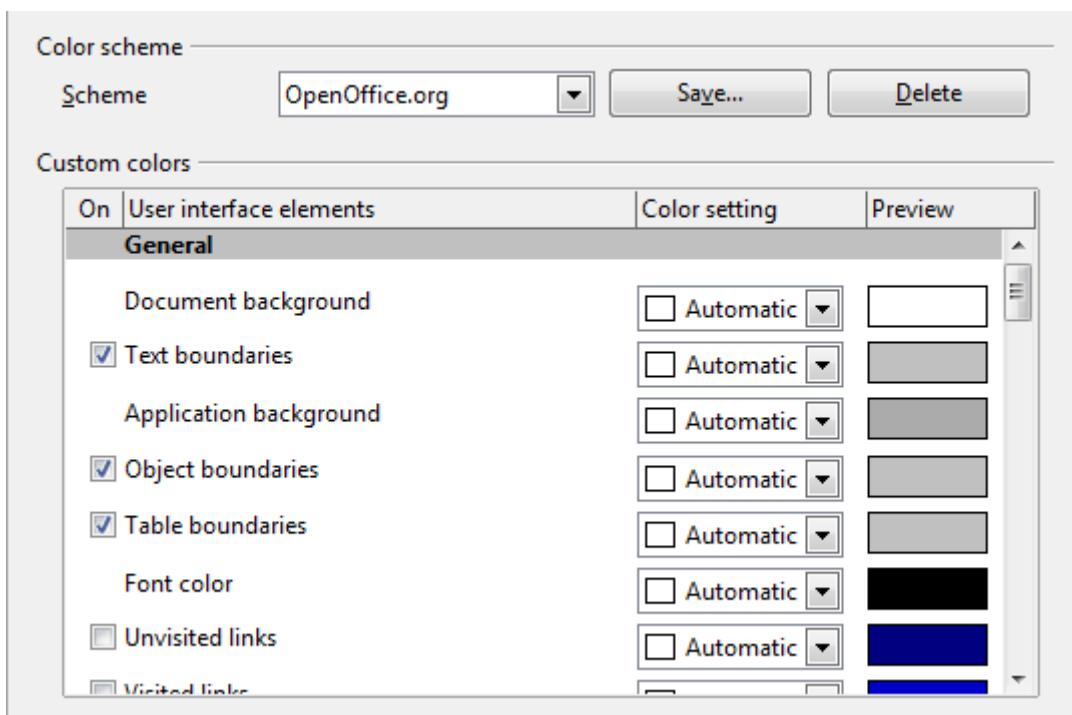 Color scheme
Scheme OpenOffice.org Save... Delete
Custom colors
On User interface elements Color setting Preview
General
Document background Automatic
Text boundaries Automatic
Application background Automatic
Object boundaries Automatic
Table boundaries Automatic
Font color Automatic
Unvisited links Automatic
Visited links